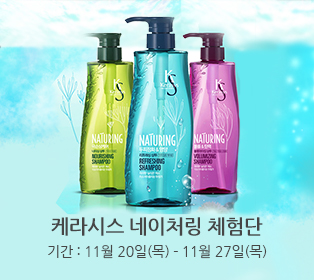 KS
NATURING
NOURISHING
SHAMPOO
KS
NATURING
REFRESHING
SHAMPOO
KS
NATURING
VOLUMIZING
SHAMPOO
케라시스 네이처링 체험단
기간 : 11월 20일(목) - 11월 27일(목)